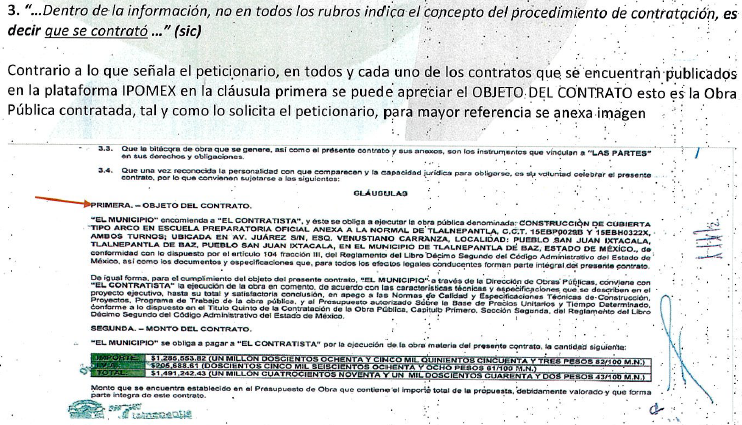 3. “...Dentro de la información, no en todos los rubros indica el concepto del procedimiento de contratación, es
decir que se contrató ...” (sic)
Contrario a lo que señala el peticionario, en todos y cada uno de los contratos que se encuentran publicados
en la plataforma IPOMEX en la cláusula primera se puede apreciar el OBJETO DEL CONTRATO esto es la Obra
Pública contratada, tal y como lo solicita el peticionario, para mayor referencia se anexa imagen
3.3. Que la bitácora de obra que se genere, así como el presente contrato y sus anexos, son los instrumentos que vinculan a "LAS PARTES"
en sus derechos y obligaciones.
3.4. Que una vez reconocida la personalidad con que comparecen y la capacidad jurídica para obligarse, es su voluntad celebrar el presente
contrato, por lo que convienen sujetarse a las siguientes:
CLÁUSULAS
PRIMERA. – OBJETO DEL CONTRATO.
"EL MUNICIPIO" encomienda a "EL CONTRATISTA", y éste se obliga a ejecutar la obra pública denominada: CONSTRUCCIÓN DE CUBIERTA
TIPO ARCO EN ESCUELA PREPARATORIA OFICIAL ANEXA A LA NORMAL DE TLALNEPANTLA, C.C.T. 15EBP0029B Y 15EBH0322X,
AMBOS TURNOS; UBICADA EN AV. JUÁREZ S/N, ESQ. VENUSTIANO CARRANZA, LOCALIDAD: PUEBLO SAN JUAN IXTACALA,
TLALNEPANTLA DE BAZ, PUEBLO SAN JUAN IXTACALA, EN EL MUNICIPIO DE TLALNEPANTLA DE BAZ, ESTADO DE MÉXICO., de
conformidad con lo dispuesto por el artículo 104 fracción III, del Reglamento del Libro Décimo Segundo del Código Administrativo del Estado de
México, así como los documentos y especificaciones que, para todos los efectos legales conducentes forman parte integral del presente contrato.
De igual forma, para el cumplimiento del objeto del presente contrato, "EL MUNICIPIO" a través de la Dirección de Obras Públicas, conviene con
"EL CONTRATISTA" la ejecución de la obra en comento, de acuerdo con las características técnicas y especificaciones que se describen en el
proyecto ejecutivo, hasta su total y satisfactoria conclusión, en apego a las Normas de Calidad y Especificaciones Técnicas de Construcción,
Proyectos, Programa de Trabajo de la obra pública, y al Presupuesto autorizado Sobre la Base de Precios Unitarios y Tiempo Determinado,
conforme a lo dispuesto en el Título Quinto de la Contratación de la Obra Pública, Capítulo Primero, Sección Segunda, del Reglamento del Libro
Décimo Segundo del Código Administrativo del Estado de México.
SEGUNDA. – MONTO DEL CONTRATO.
"EL MUNICIPIO" se obliga a pagar a "EL CONTRATISTA" por la ejecución de la obra materia del presente contrato, la cantidad siguiente:
IMPORTE $1,285,553.82 (UN MILLÓN DOSCIENTOS OCHENTA Y CINCO MIL QUINIENTOS CINCUENTA Y TRES PESOS 82/100 M.N.)
$205,688.61 (DOSCIENTOS CINCO MIL SEISCIENTOS OCHENTA Y OCHO PESOS 61/100 M.N.)
TOTAL $1,491,242.43 (UN MILLÓN CUATROCIENTOS NOVENTA Y UN MIL DOSCIENTOS CUARENTA Y DOS PESOS 43/100 M.N.)
Monto que se encuentra establecido en el Presupuesto de Obra que contiene el importe total de la propuesta, debidamente valorado y que forma
parte íntegra de este contrato.